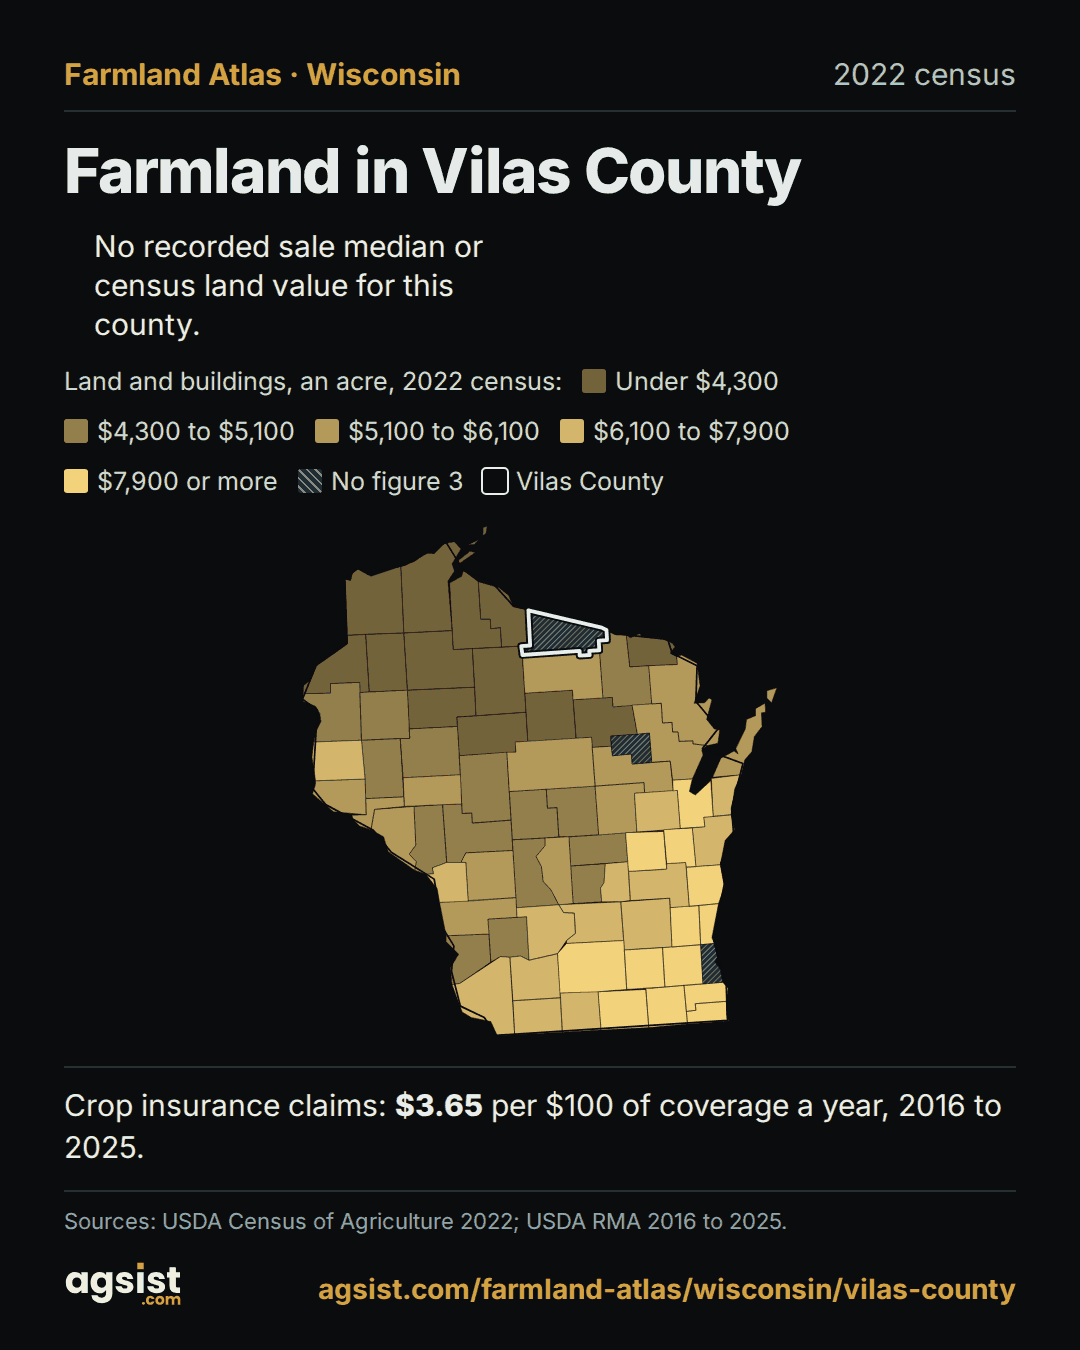 Farmland Atlas · Wisconsin
2022 census
Farmland in Vilas County
No recorded sale median or
census land value for this
county.
Land and buildings, an acre, 2022 census: Under $4,300
$4,300 to $5,100 $5,100 to $6,100 $6,100 to $7,900
$7,900 or more No figure 3 Vilas County
Crop insurance claims: $3.65 per $100 of coverage a year, 2016 to
2025.
Sources: USDA Census of Agriculture 2022; USDA RMA 2016 to 2025.
agsist
.com
agsist.com/farmland-atlas/wisconsin/vilas-county